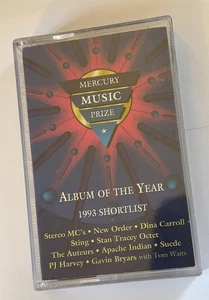 MERCURY
MUSIC
PRIZE
ALBUM OF THE YEAR
1993 SHORTLIST
Stereo MC's • New Order • Dina Carroll
Sting • Stan Tracey Octet
The Auteurs • Apache Indian • Suede
PJ Harvey • Gavin Bryars with Tom Waits